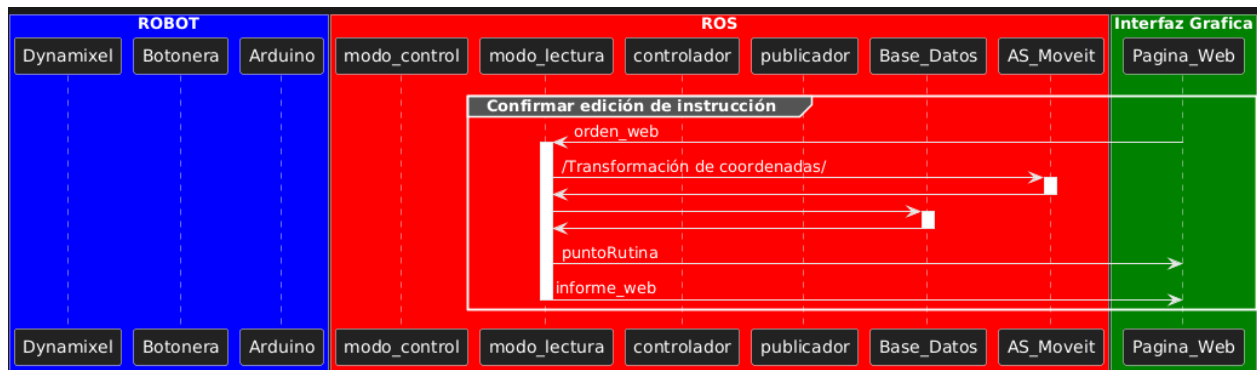 ROBOT ROS Interfaz Grafica
Dynamixel Botonera Arduino modo_control modo_lectura controlador publicador Base_Datos AS_Moveit Pagina_Web
Confirmar edición de instrucción
orden_web
/Transformación de coordenadas/
puntoRutina
informe_web
Dynamixel Botonera Arduino modo_control modo_lectura controlador publicador Base_Datos AS_Moveit Pagina_Web